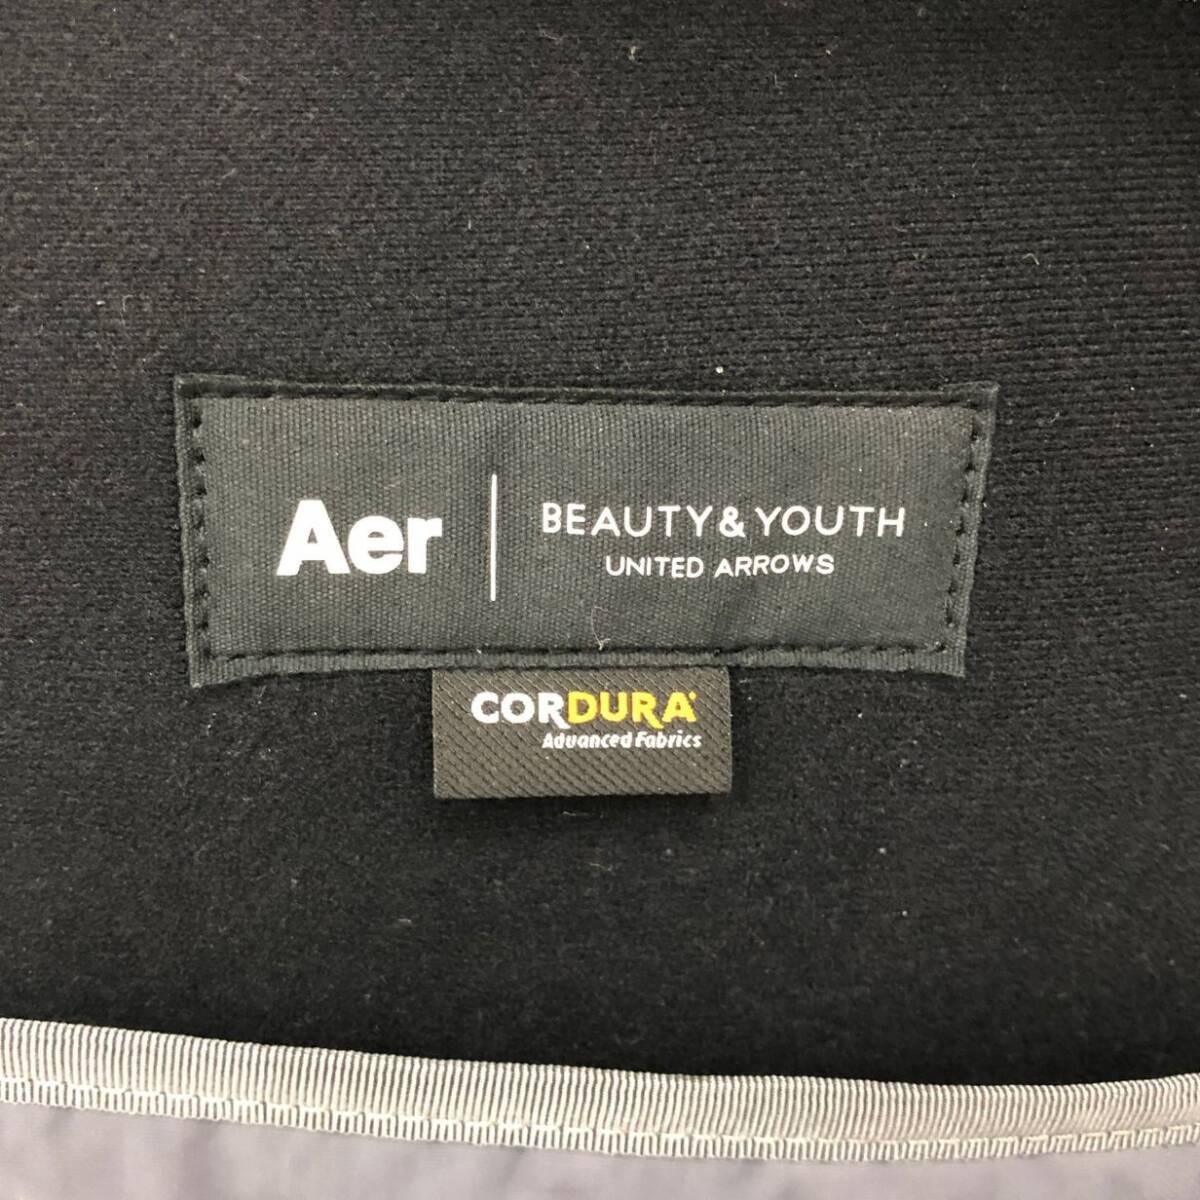 Aer
BEAUTY&YOUTH
UNITED ARROWS
CORDURA®
Advanced Fabrics